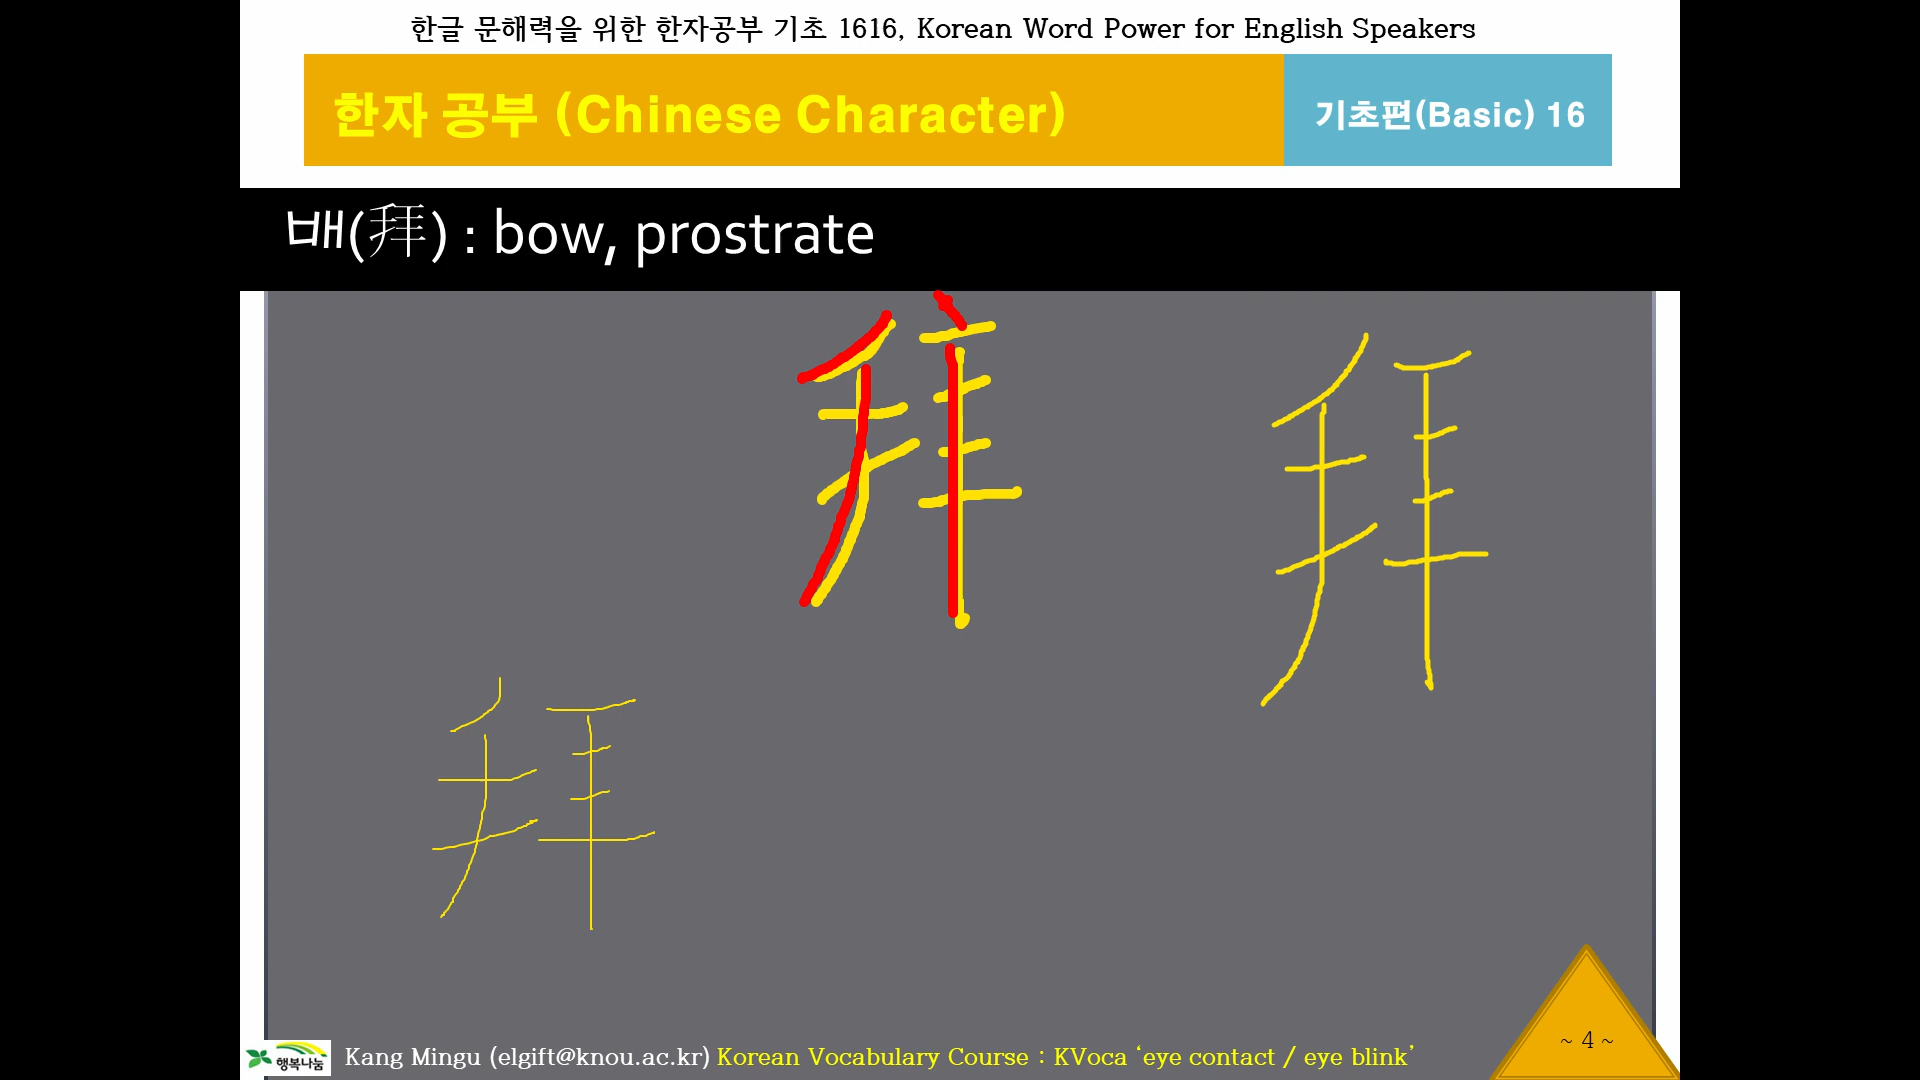 한글 문해력을 위한 한자공부 기초 1616, Korean Word Power for English Speakers
한자 공부 (Chinese Character)
기초편(Basic) 16
배(拜) : bow, prostrate
拜 拜
拜
~ 4 ~
행복나눔
Kang Mingu (elgift@knou.ac.kr) Korean Vocabulary Course : KVoca ‘eye contact / eye blink’